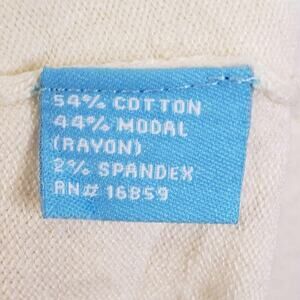 54% COTTON
44% MODAL
(RAYON)
2% SPANDEX
RN# 16859